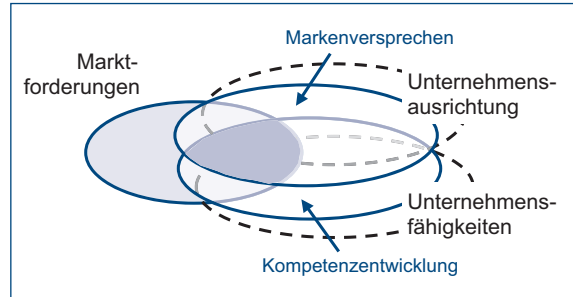 Markenversprechen
Markt-
forderungen
Unternehmens-
ausrichtung
Unternehmens-
fähigkeiten
Kompetenzentwicklung